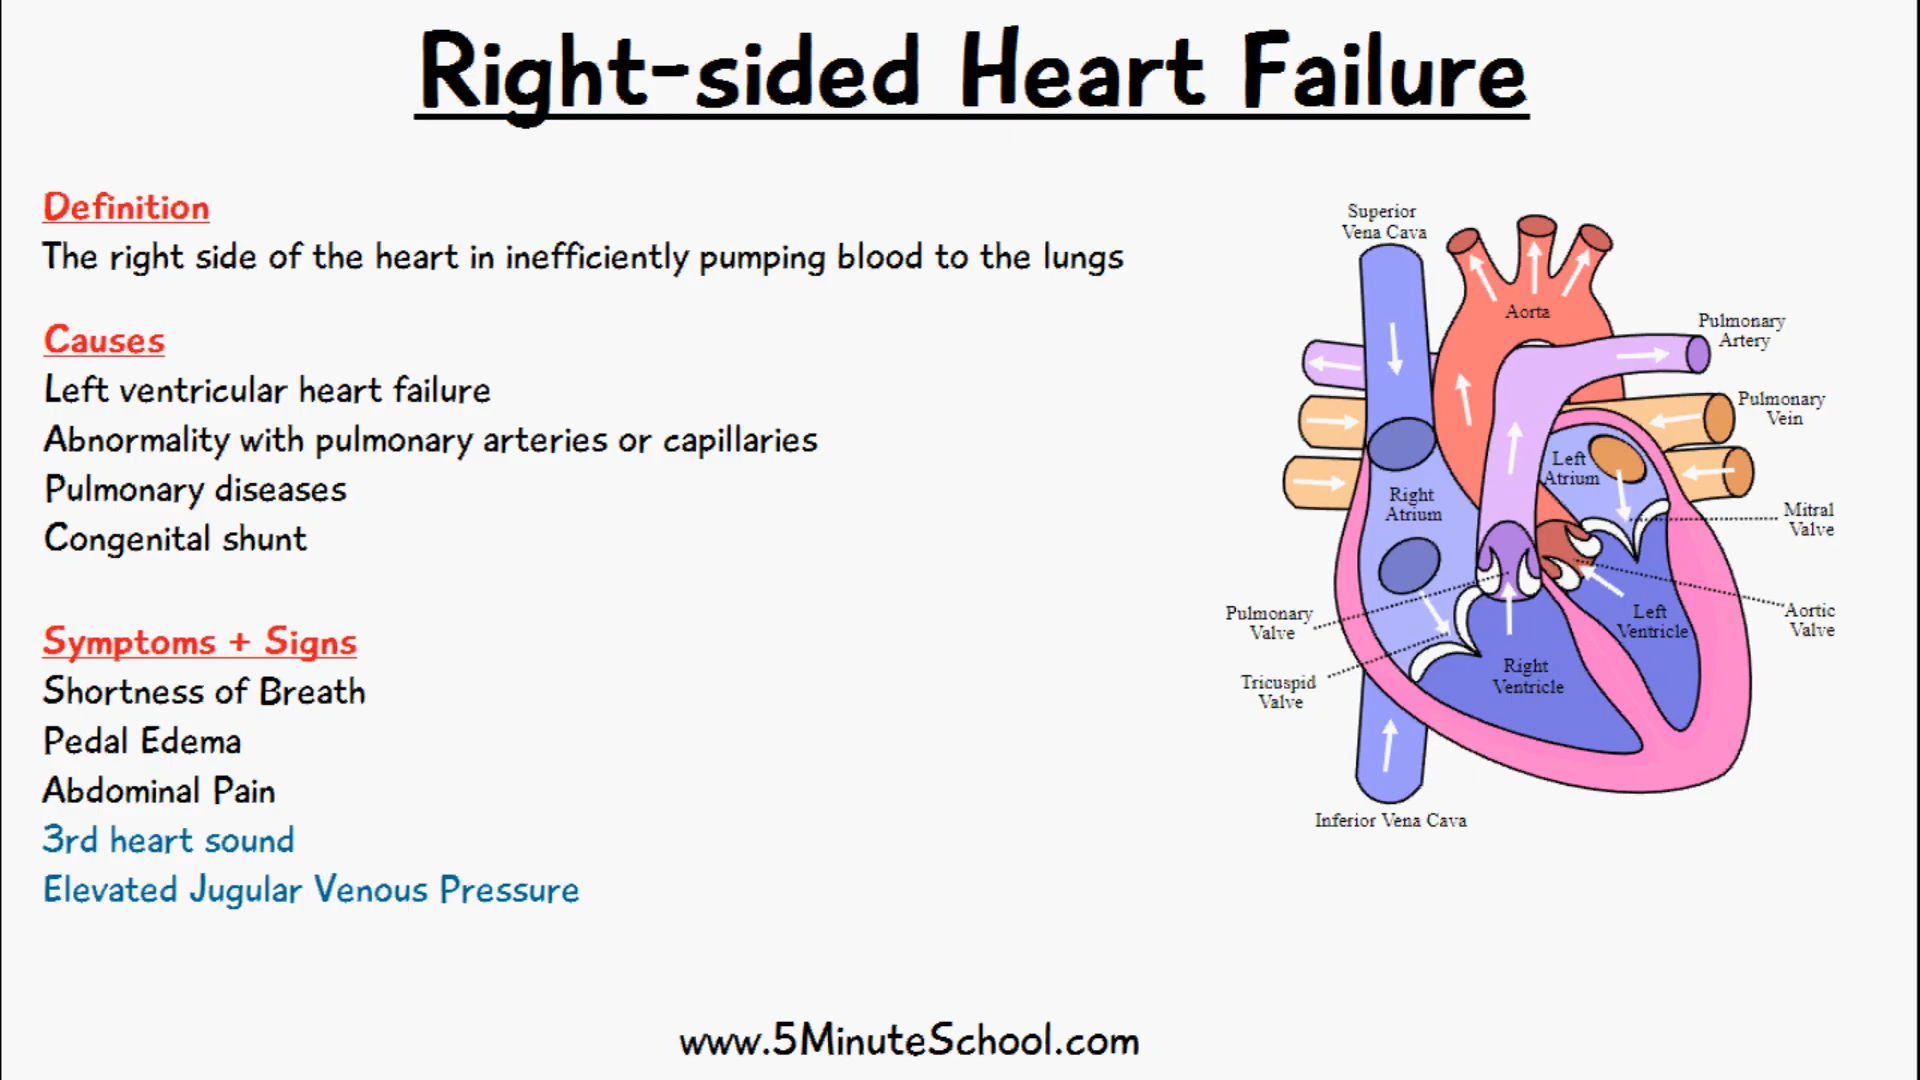 Right-sided Heart Failure
Definition
The right side of the heart in inefficiently pumping blood to the lungs
Causes
Left ventricular heart failure
Abnormality with pulmonary arteries or capillaries
Pulmonary diseases
Congenital shunt
Symptoms + Signs
Shortness of Breath
Pedal Edema
Abdominal Pain
3rd heart sound
Elevated Jugular Venous Pressure
Superior
Vena Cava
Aorta
Pulmonary
Artery
Pulmonary
Vein
Left
Atrium
Right
Atrium
Mitral
Valve
Pulmonary
Valve
Left
Ventricle
Aortic
Valve
Right
Ventricle
Tricuspid
Valve
Inferior Vena Cava
www.5MinuteSchool.com